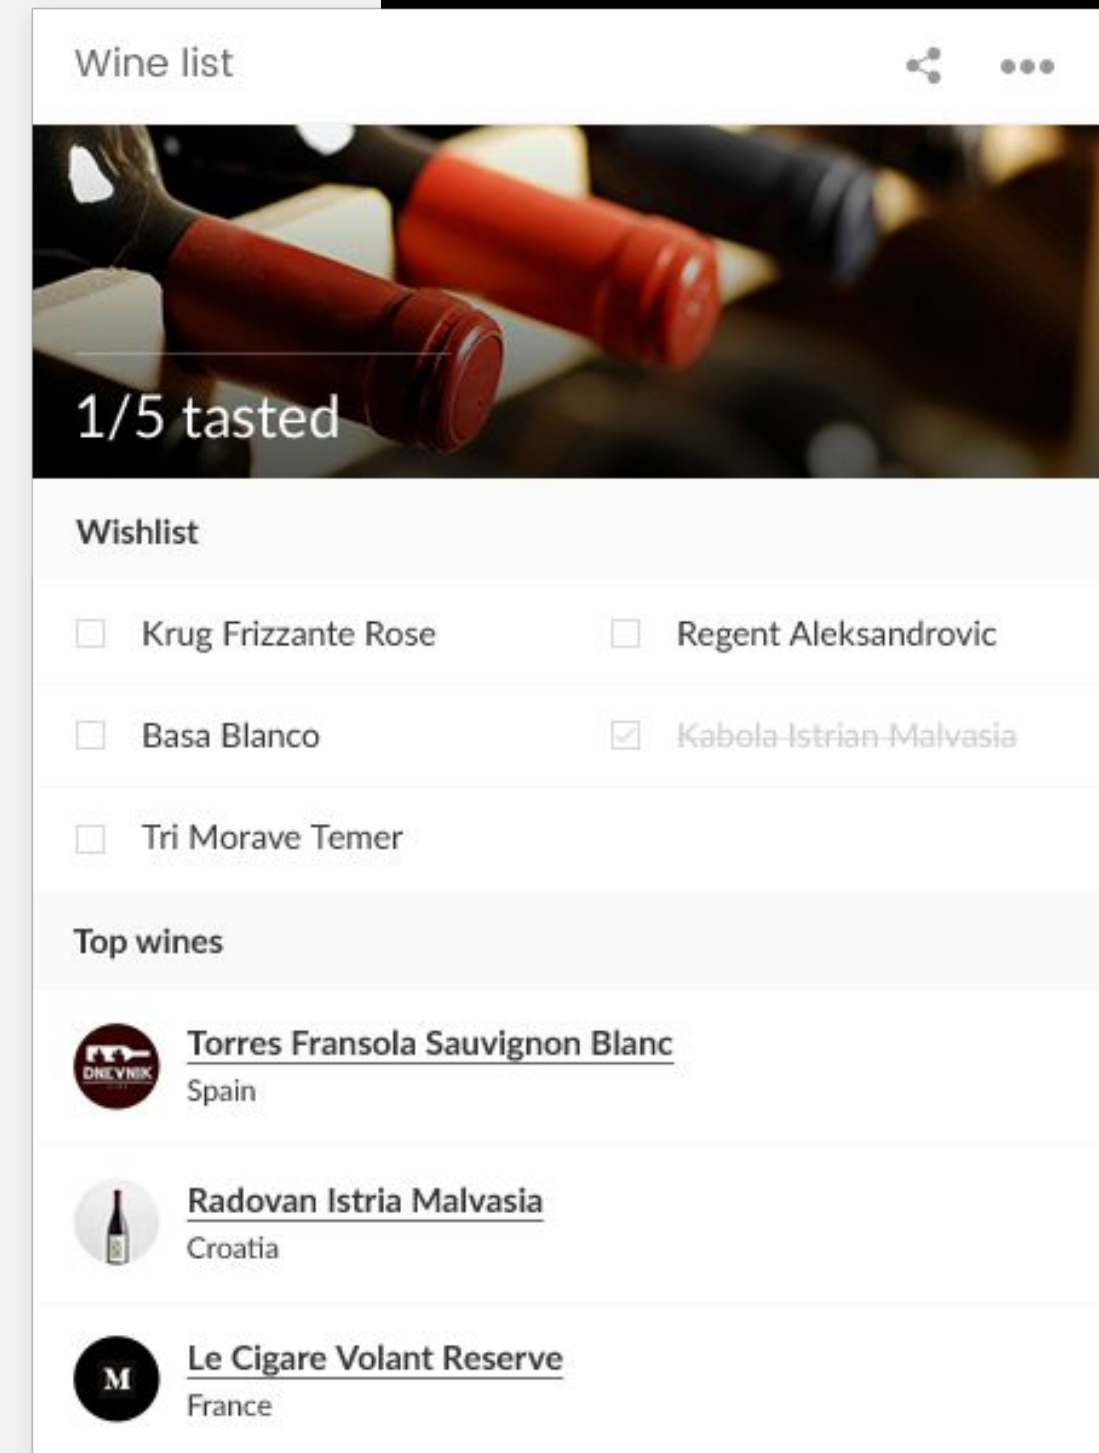 Wine list
1/5 tasted
Wishlist
Krug Frizzante Rose
Regent Aleksandrovic
Basa Blanco
Kabola Istrian Malvasia
Tri Morave Temer
Top wines
DNEVNIK
Torres Fransola Sauvignon Blanc
Spain
Radovan Istria Malvasia
Croatia
M
Le Cigare Volant Reserve
France